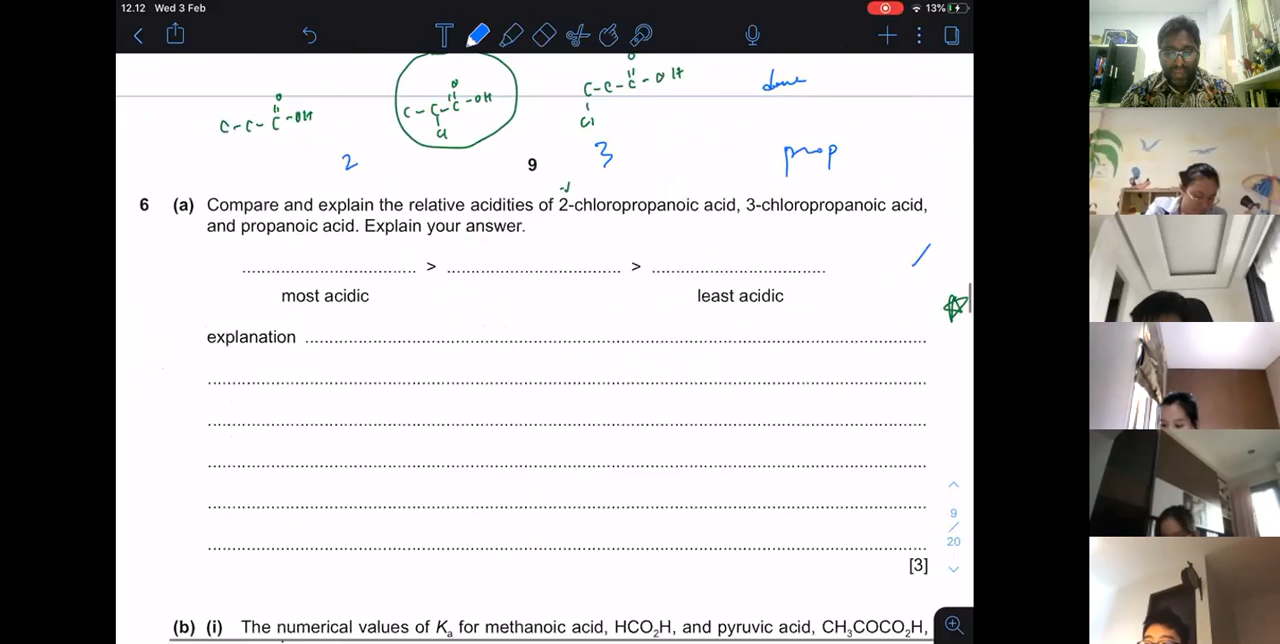 12.12 Wed 3 Feb
13%
T
O
O
O
C-C-C-OH
C-C-C-OH
Cl
C-C-C-OH
Cl
2
9
3
prop
6 (a) Compare and explain the relative acidities of 2-chloropropanoic acid, 3-chloropropanoic acid,
and propanoic acid. Explain your answer.
.................................... > .................................... > ....................................
most acidic least acidic
explanation ....................................
[3]
9
/
20
(b) (i) The numerical values of Ka for methanoic acid, HCO2H, and pyruvic acid, CH3COCO2H,